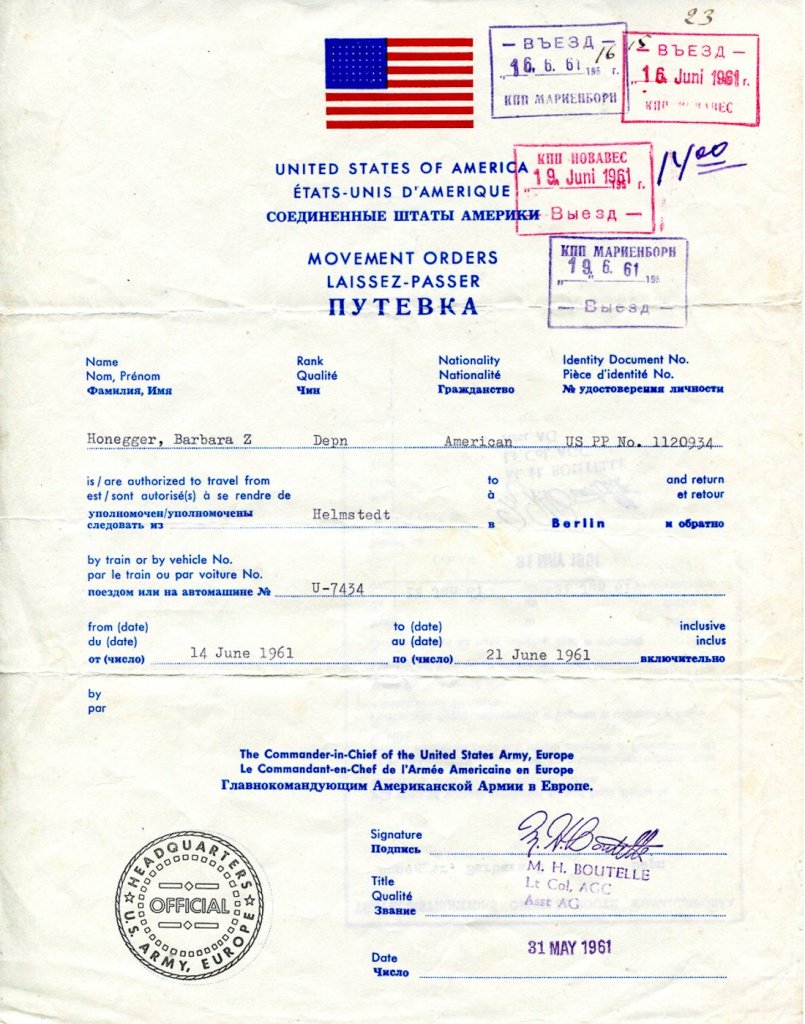 23
— ВЪЕЗД —
16. 6. 61 195 г.
16
КПП МАРИЕНБОРН
15
— ВЪЕЗД —
„16 Juni 1961 г.
КПП НОВАВЕС
КПП НОВАВЕС
„19. Juni 1961 г.
— Выезд —
14 00
КПП МАРИЕНБОРН
19. 6. 61 195
— Выезд —
UNITED STATES OF AMERICA
ÉTATS-UNIS D'AMERIQUE
СОЕДИНЕННЫЕ ШТАТЫ АМЕРИКИ
MOVEMENT ORDERS
LAISSEZ-PASSER
ПУТЕВКА
Name Rank Nationality Identity Document No.
Nom, Prénom Qualité Nationalité Pièce d'identité No.
Фамилия, Имя Чин Гражданство № удостоверения личности
Honegger, Barbara Z Depn American US PP No. 1120934
is / are authorized to travel from to and return
est / sont autorisé(s) à se rendre de à et retour
уполномочен/уполномочены
следовать из Helmstedt в Berlin и обратно
by train or by vehicle No.
par le train ou par voiture No.
поездом или на автомашине № U-7434
from (date) to (date) inclusive
du (date) au (date) inclus
от (число) 14 June 1961 по (число) 21 June 1961 включительно
by
par
The Commander-in-Chief of the United States Army, Europe
Le Commandant-en-Chef de l'Armée Americaine en Europe
Главнокомандующим Американской Армии в Европе.
HEADQUARTERS
OFFICIAL
U.S. ARMY, EUROPE
Signature
Подпись
M. H. Boutelle
M. H. BOUTELLE
Title Lt Col, AGC
Qualité Asst AG
Звание
Date 31 MAY 1961
Число